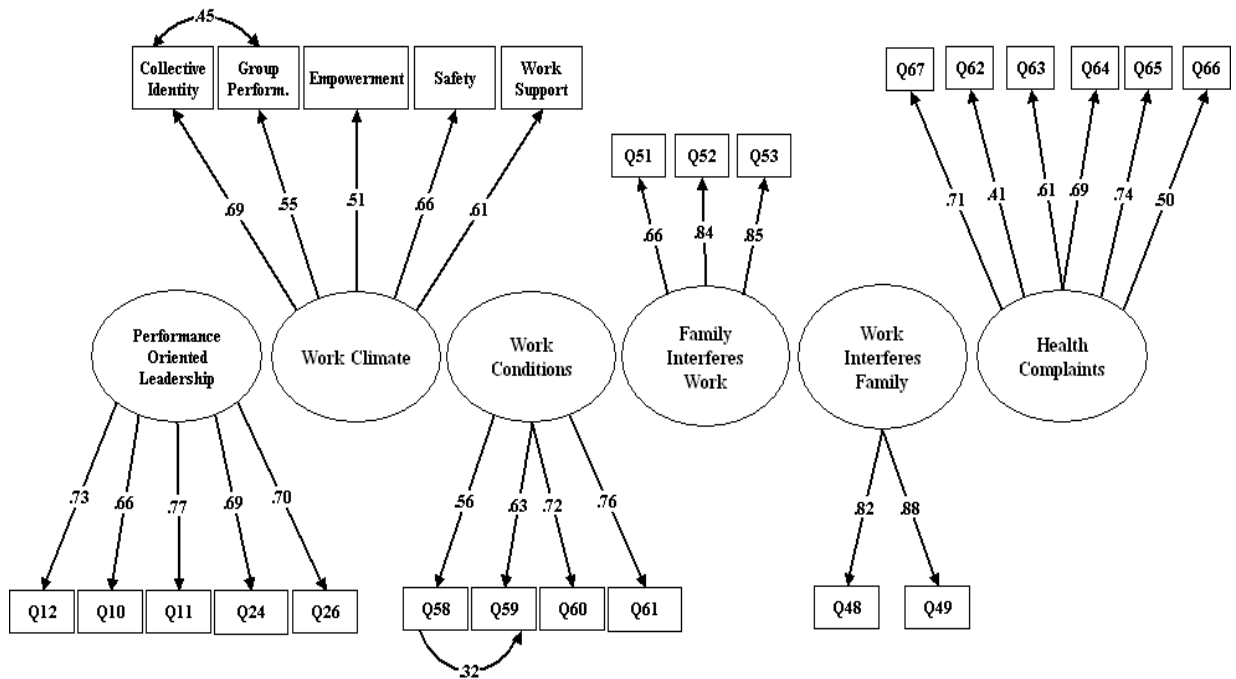 .45
Collective
Identity
Group
Perform.
Empowerment
Safety
Work
Support
Q67
Q62
Q63
Q64
Q65
Q66
Q51
Q52
Q53
.69
.55
.51
.66
.61
.66
.84
.85
.71
.41
.61
.69
.74
.50
Performance
Oriented
Leadership
Work Climate
Work
Conditions
Family
Interferes
Work
Work
Interferes
Family
Health
Complaints
.73
.66
.77
.69
.70
.56
.63
.72
.76
.82
.88
Q12
Q10
Q11
Q24
Q26
Q58
Q59
Q60
Q61
Q48
Q49
.32